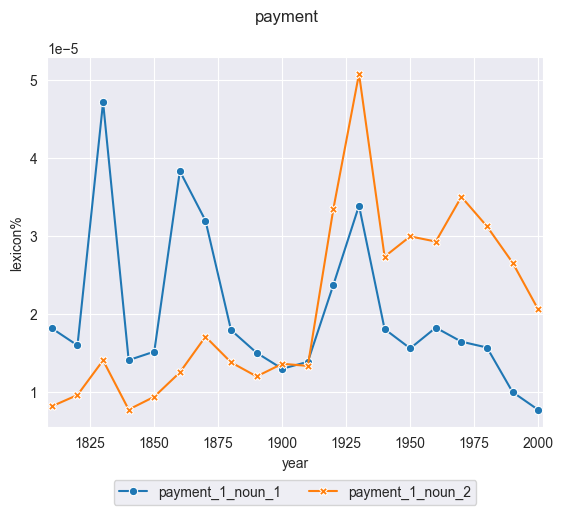 payment
1e−5
5
4
3
2
1
lexicon%
1825 1850 1875 1900 1925 1950 1975 2000
year
payment_1_noun_1 payment_1_noun_2